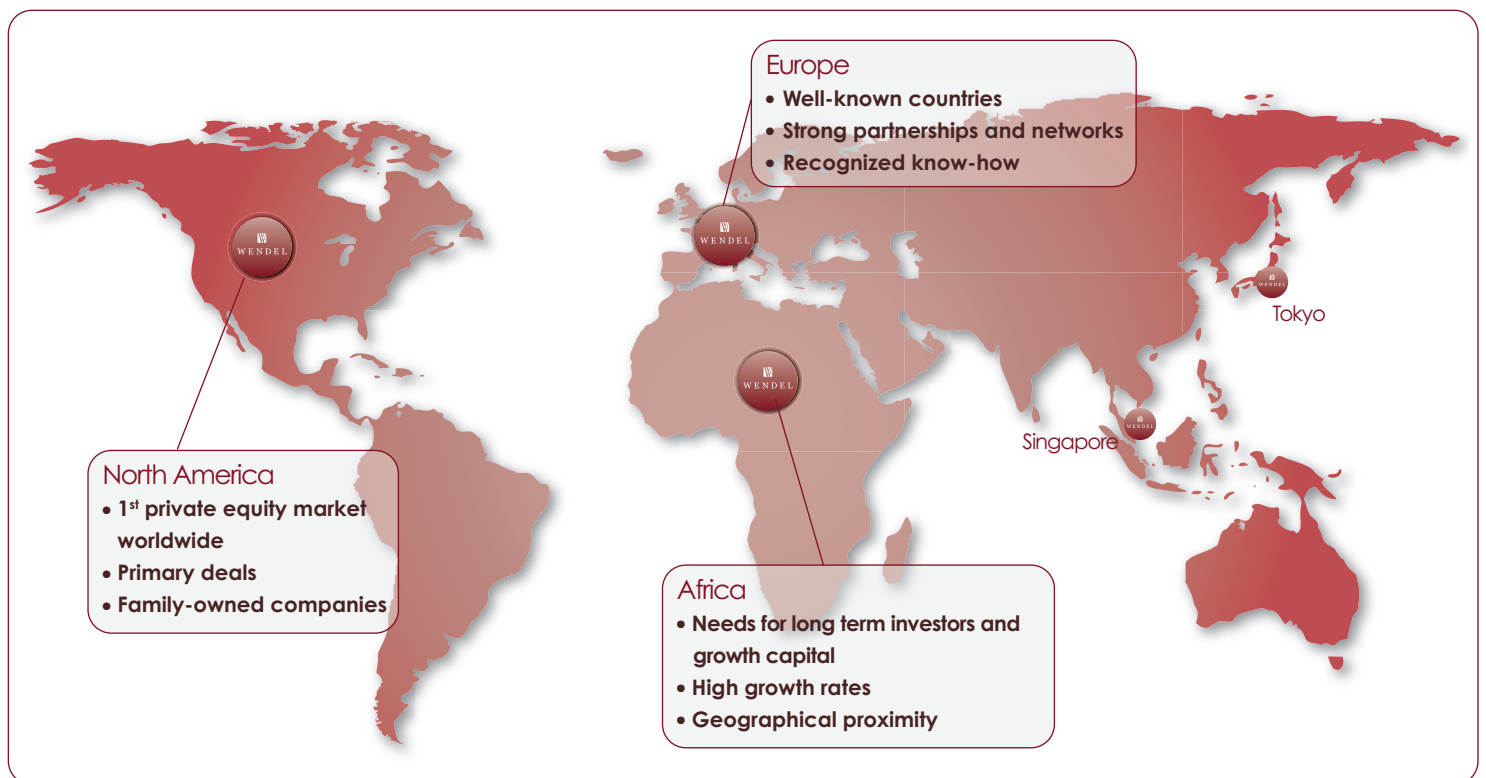 Europe
• Well-known countries
• Strong partnerships and networks
• Recognized know-how
WENDEL
WENDEL
WENDEL
Tokyo
WENDEL
WENDEL
Singapore
North America
• 1st private equity market
worldwide
• Primary deals
• Family-owned companies
Africa
• Needs for long term investors and
growth capital
• High growth rates
• Geographical proximity